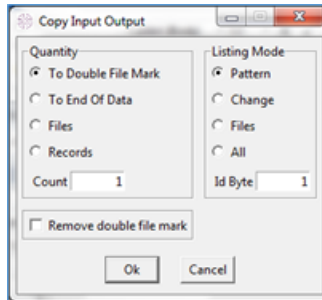 Copy Input Output
Quantity
To Double File Mark
To End Of Data
Files
Records
Count 1
Listing Mode
Pattern
Change
Files
All
Id Byte 1
Remove double file mark
Ok
Cancel